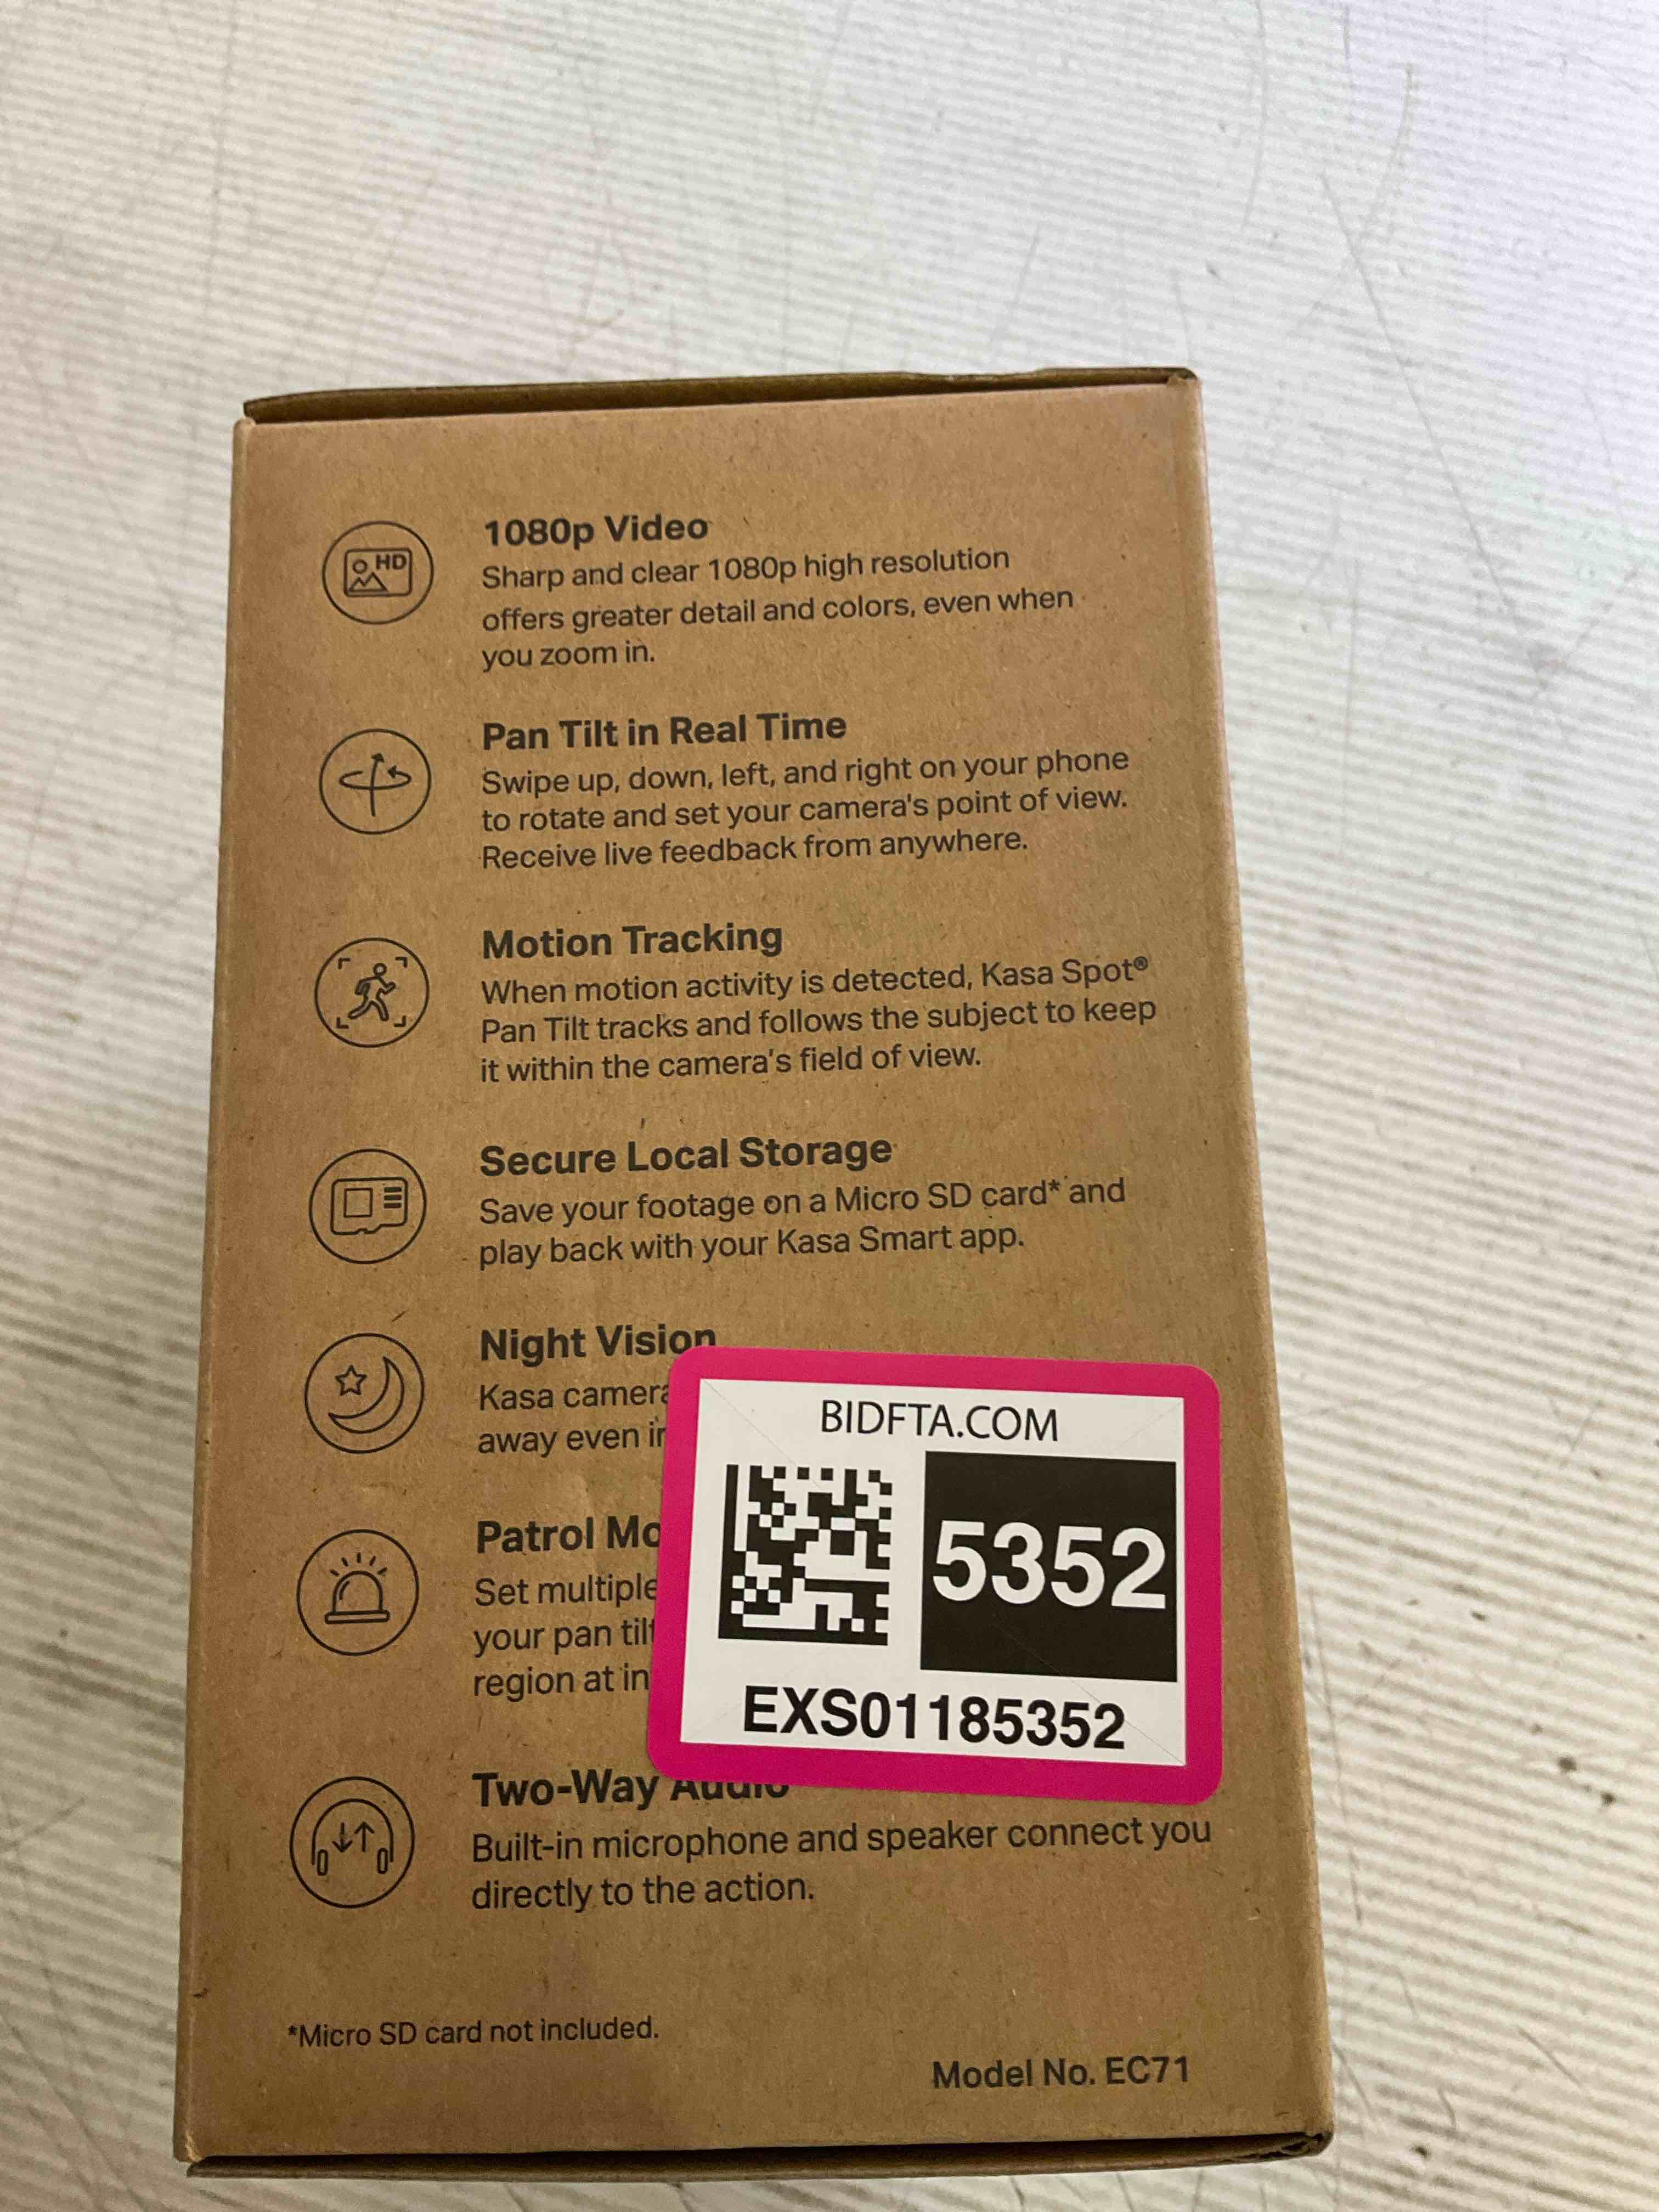 HD
1080p Video
Sharp and clear 1080p high resolution
offers greater detail and colors, even when
you zoom in.
Pan Tilt in Real Time
Swipe up, down, left, and right on your phone
to rotate and set your camera's point of view.
Receive live feedback from anywhere.
Motion Tracking
When motion activity is detected, Kasa Spot®
Pan Tilt tracks and follows the subject to keep
it within the camera's field of view.
Secure Local Storage
Save your footage on a Micro SD card* and
play back with your Kasa Smart app.
Night Vision
Kasa
away even
Patrol
Set multiple
your pan
region at
BIDFTA.COM
5352
EXS01185352
Two-Way Audio
Built-in microphone and speaker connect you
directly to the action.
*Micro SD card not included.
Model No. EC71